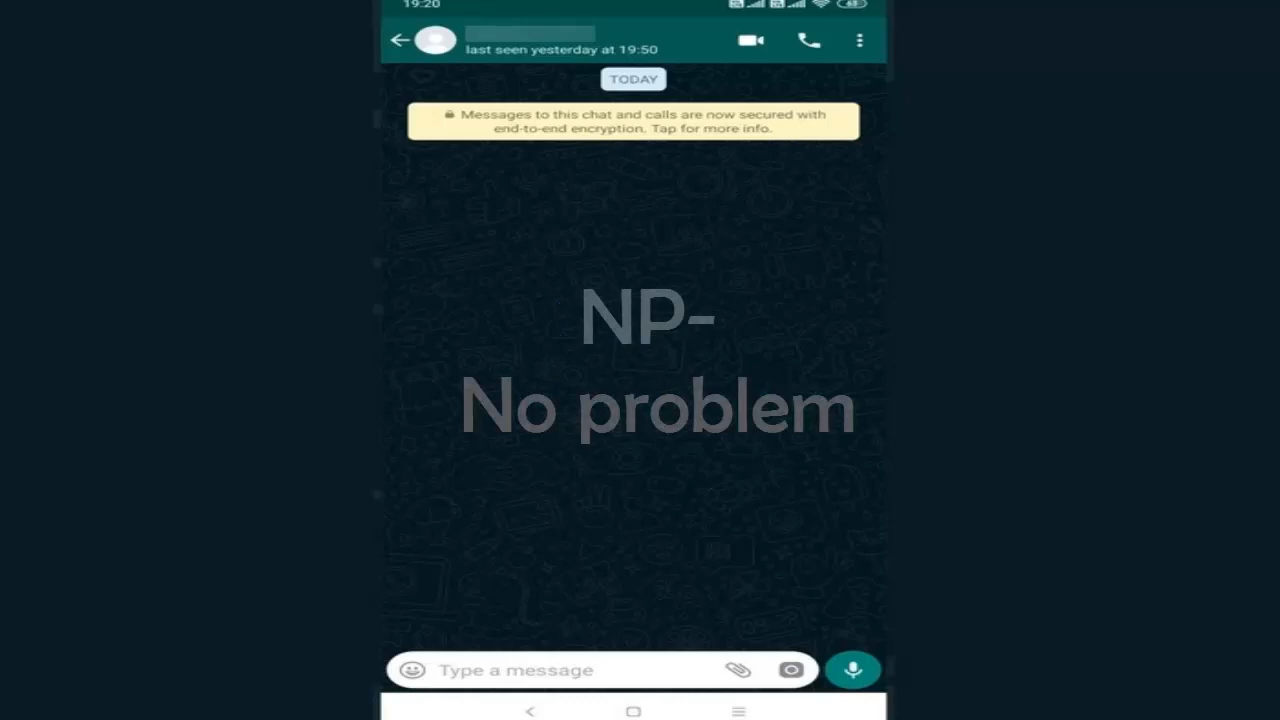 19:20
last seen yesterday at 19:50
TODAY
Messages to this chat and calls are now secured with
end-to-end encryption. Tap for more info.
NP-
No problem
Type a message